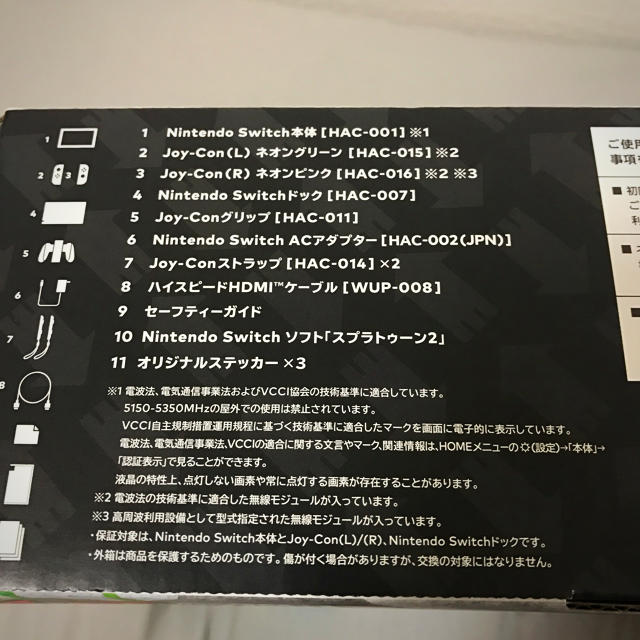 1 Nintendo Switch本体 [HAC-001] ※1
2 Joy-Con(L) ネオングリーン [HAC-015] ※2
3 Joy-Con(R) ネオンピンク [HAC-016] ※2 ※3
4 Nintendo Switchドック [HAC-007]
5 Joy-Conグリップ [HAC-011]
6 Nintendo Switch ACアダプター [HAC-002(JPN)]
7 Joy-Conストラップ [HAC-014] ×2
8 ハイスピードHDMI™ケーブル [WUP-008]
9 セーフティーガイド
10 Nintendo Switch ソフト「スプラトゥーン2」
11 オリジナルステッカー ×3
※1 電波法、電気通信事業法およびVCCI協会の技術基準に適合しています。
5150-5350MHzの屋外での使用は禁止されています。
VCCI自主規制措置運用規程に基づく技術基準に適合したマークを画面に電子的に表示しています。
電波法、電気通信事業法、VCCIの適合に関する文言やマーク、関連情報は、HOMEメニューの(設定)→「本体」→
「認証表示」で見ることができます。
液晶の特性上、点灯しない画素や常に点灯する画素が存在することがあります。
※2 電波法の技術基準に適合した無線モジュールが入っています。
※3 高周波利用設備として型式指定された無線モジュールが入っています。
・保証対象は、Nintendo Switch本体とJoy-Con(L)/(R)、Nintendo Switchドックです。
・外箱は商品を保護するためのものです。傷が付く場合がありますが、交換の対象にはなりません。
1
2
3
4
5
6
7
8
ご使用
事項
■ 初
ご
利